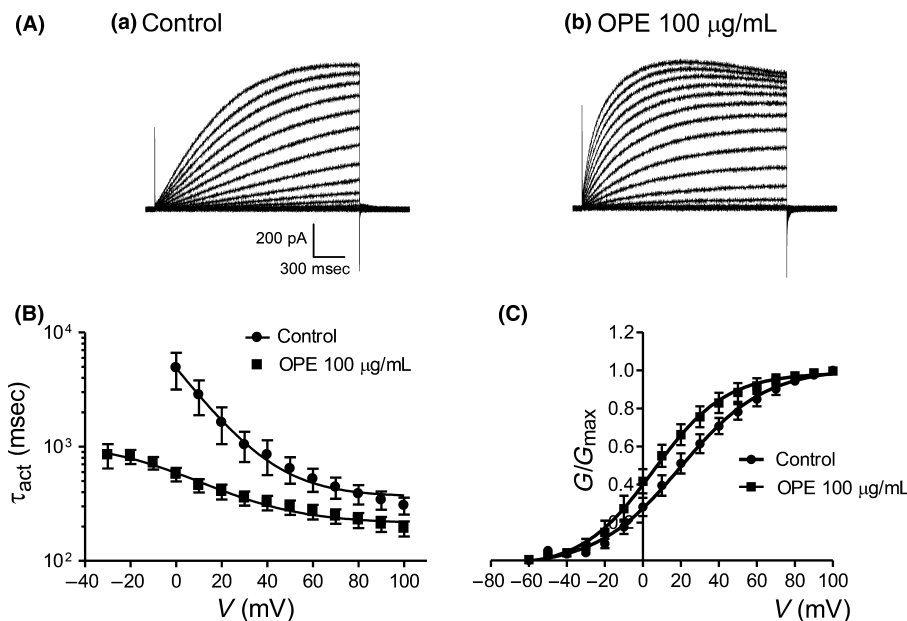 (A)
(a) Control
(b) OPE 100 μg/mL
200 pA
300 msec
(B)
10⁴
10³
10²
τact (msec)
Control
OPE 100 μg/mL
−20 0 20 40 60 80 100
V (mV)
(C)
1.2
1.0
0.8
0.6
0.4
0.2
G/Gmax
Control
OPE 100 μg/mL
−80 −60 −40 −20 0 20 40 60 80 100
V (mV)